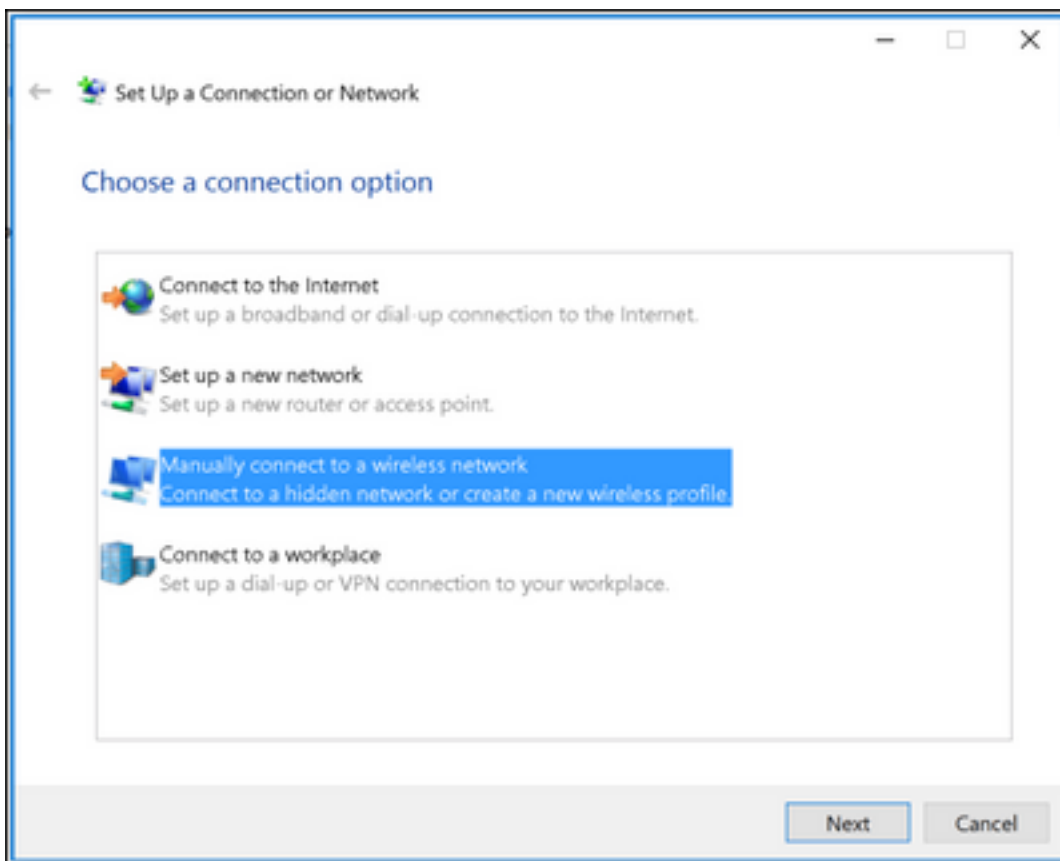 Set Up a Connection or Network
Choose a connection option
Connect to the Internet
Set up a broadband or dial-up connection to the Internet.
Set up a new network
Set up a new router or access point.
Manually connect to a wireless network
Connect to a hidden network or create a new wireless profile.
Connect to a workplace
Set up a dial-up or VPN connection to your workplace.
Next
Cancel